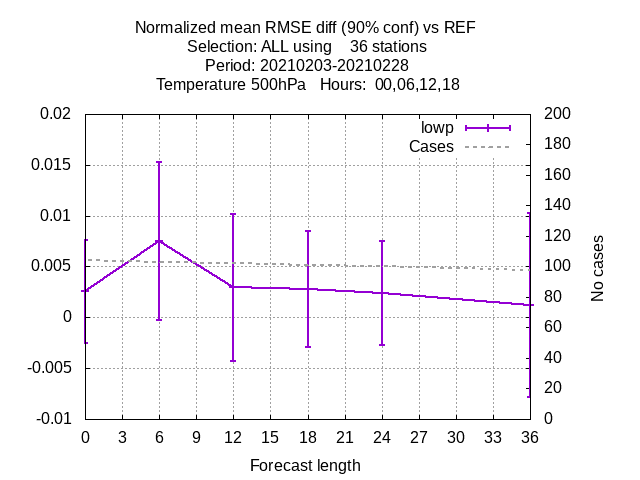 Normalized mean RMSE diff (90% conf) vs REF
Selection: ALL using    36 stations
Period: 20210203-20210228
Temperature 500hPa   Hours:  00,06,12,18
lowp
Cases
0.02
0.015
0.01
0.005
0
-0.005
-0.01
200
180
160
140
120
100
80
60
40
20
0
No cases
0 3 6 9 12 15 18 21 24 27 30 33 36
Forecast length